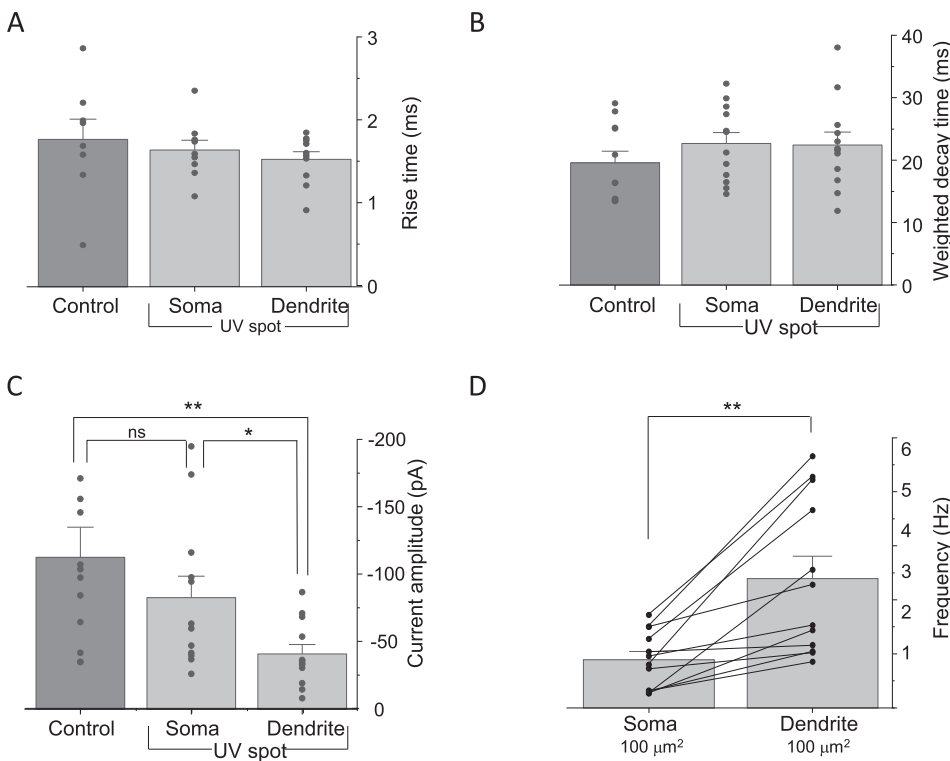 A
3
2
1
0
Rise time (ms)
Control
Soma
Dendrite
UV spot
B
40
30
20
10
0
Weighted decay time (ms)
Control
Soma
Dendrite
UV spot
C
**
ns
*
-200
-150
-100
-50
0
Current amplitude (pA)
Control
Soma
Dendrite
UV spot
D
**
6
5
4
3
2
1
Frequency (Hz)
Soma
100 µm²
Dendrite
100 µm²